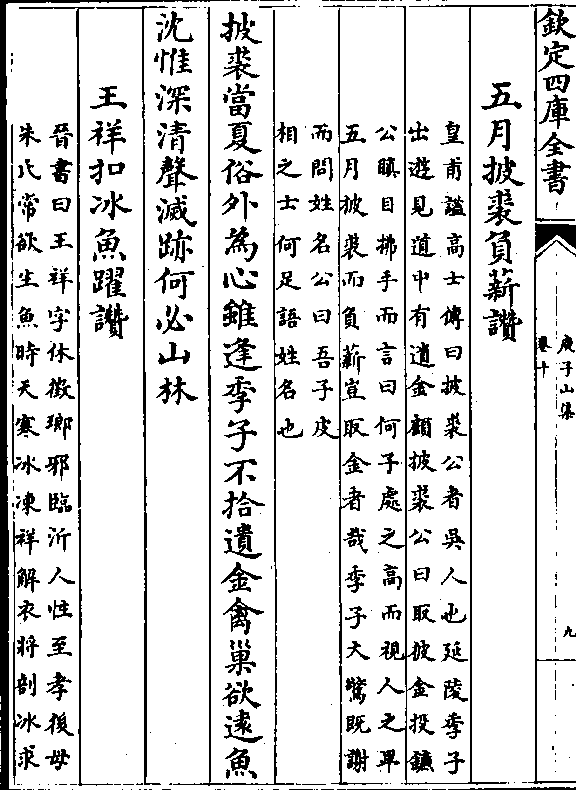 欽定四庫全書
庾子山集
卷十
九
五月披裘負薪讚
皇甫謐高士傳曰披裘公者吳人也延陵季子
出遊見道中有遺金顧披裘公曰取彼金投鐮
公瞋目拂手而言曰何子處之高而視人之卑
五月披裘而負薪豈取金者哉季子大驚既謝
而問姓名公曰吾子皮
相之士何足語姓名也
披裘當夏俗外為心雖逢季子不拾遺金禽巢欲遠魚
沈惟深清聲滅跡何必山林
王祥扣冰魚躍讚
晉書曰王祥字休徵瑯邪臨沂人性至孝後母
朱氏常欲生魚時天寒冰凍祥解衣將剖冰求